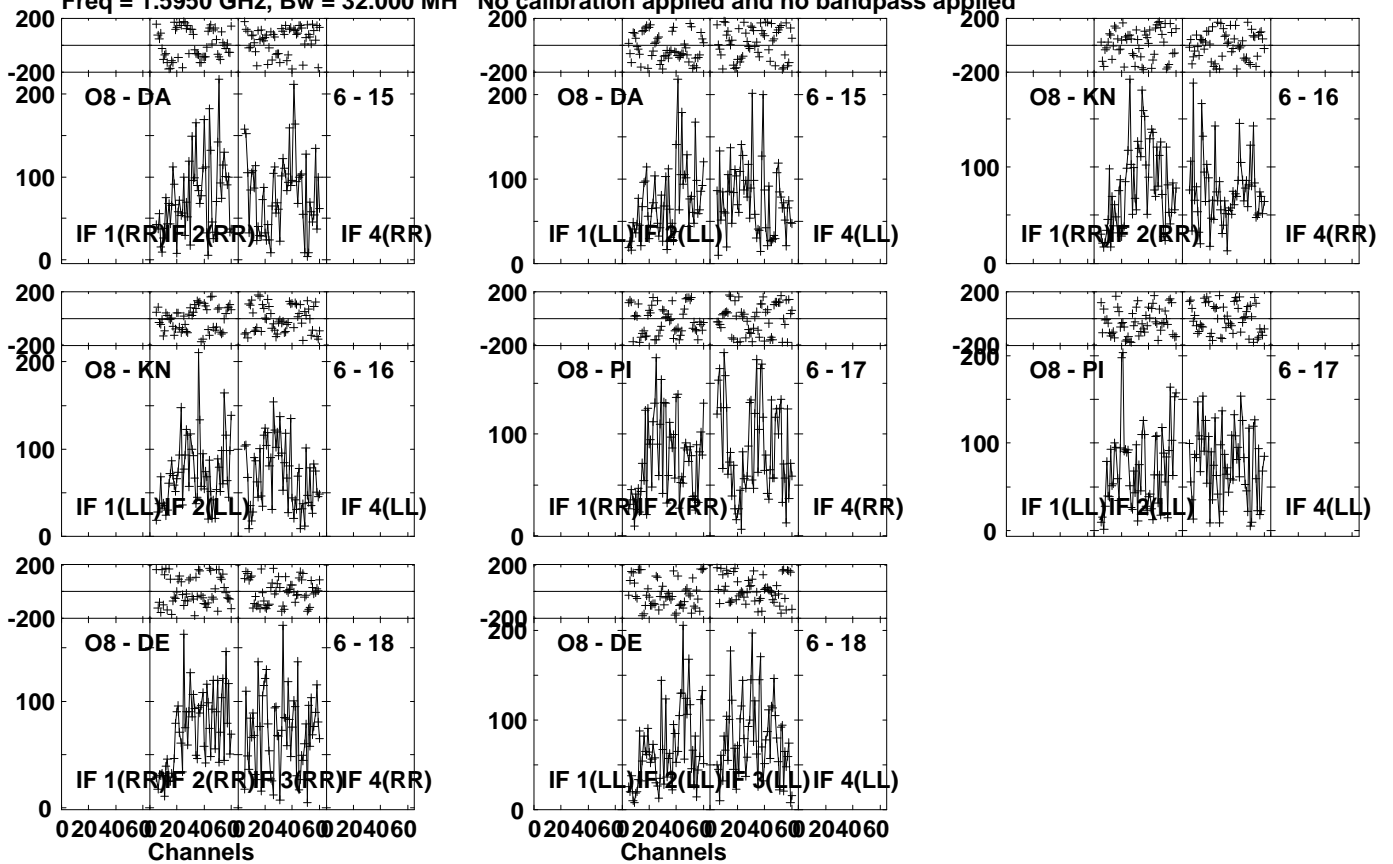 Freq = 1.5950 GHz, Bw = 32.000 MH No calibration applied and no bandpass applied
200
-200
200
100
0
O8 - DA 6 - 15
IF 1(RR) IF 2(RR) IF 4(RR)
200
-200
200
100
0
O8 - DA 6 - 15
IF 1(LL) IF 2(LL) IF 4(LL)
200
-200
200
100
0
O8 - KN 6 - 16
IF 1(RR) IF 2(RR) IF 4(RR)
200
-200
200
100
0
O8 - KN 6 - 16
IF 1(LL) IF 2(LL) IF 4(LL)
200
-200
100
0
O8 - PI 6 - 17
IF 1(RR) IF 2(RR) IF 4(RR)
200
-200
200
100
0
O8 - PI 6 - 17
IF 1(LL) IF 2(LL) IF 4(LL)
200
-200
100
0
O8 - DE 6 - 18
IF 1(RR) IF 2(RR) IF 3(RR) IF 4(RR)
0 20 40 60 0 20 40 60 0 20 40 60 0 20 40 60
Channels
200
-200
200
100
0
O8 - DE 6 - 18
IF 1(LL) IF 2(LL) IF 3(LL) IF 4(LL)
0 20 40 60 0 20 40 60 0 20 40 60 0 20 40 60
Channels